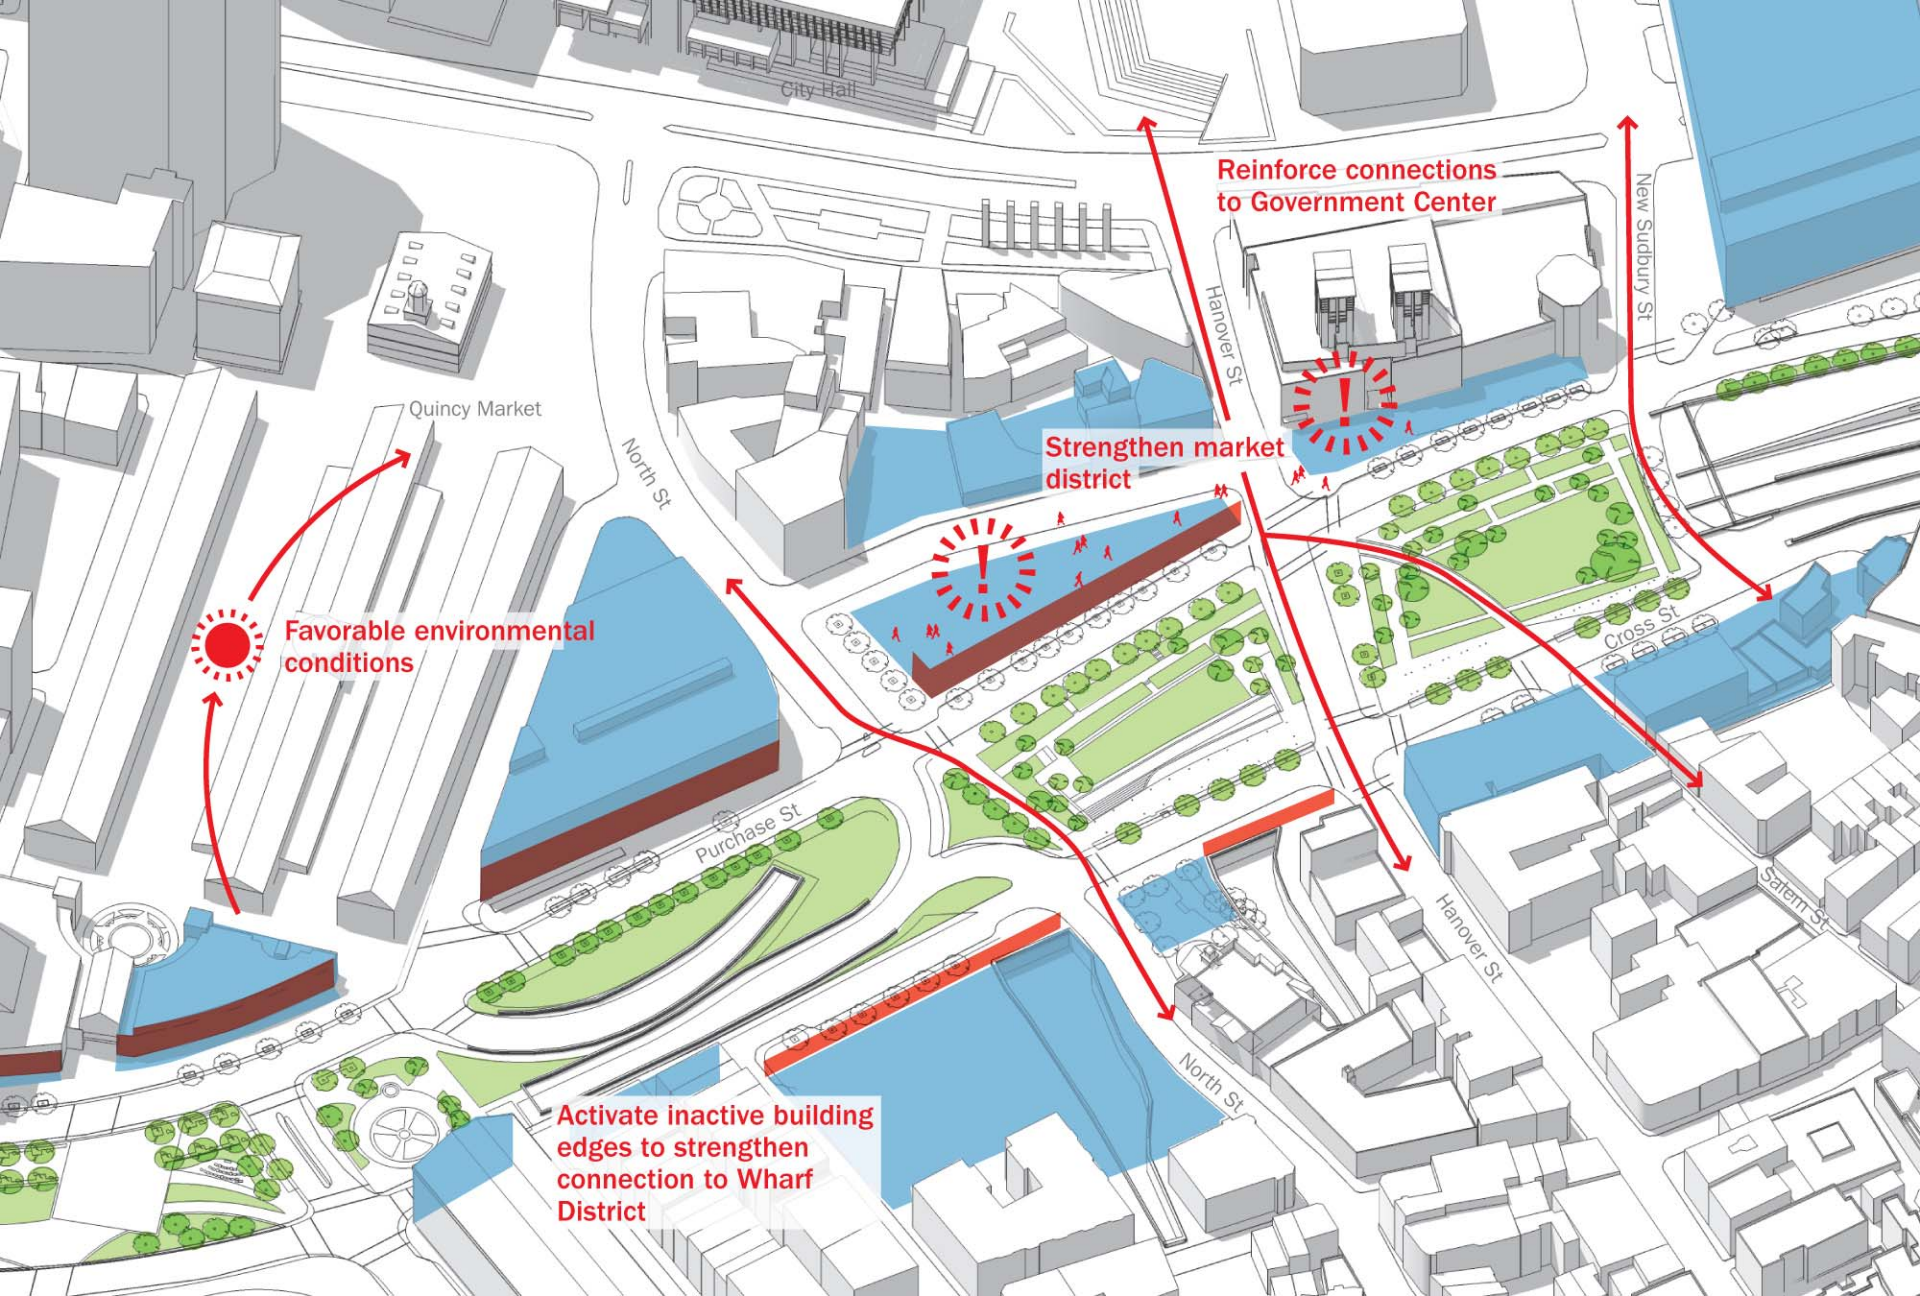 City Hall
Reinforce connections
to Government Center
New Sudbury St
Hanover St
Quincy Market
North St
Strengthen market
district
Favorable environmental
conditions
Cross St
Purchase St
Salem St
Hanover St
North St
Activate inactive building
edges to strengthen
connection to Wharf
District